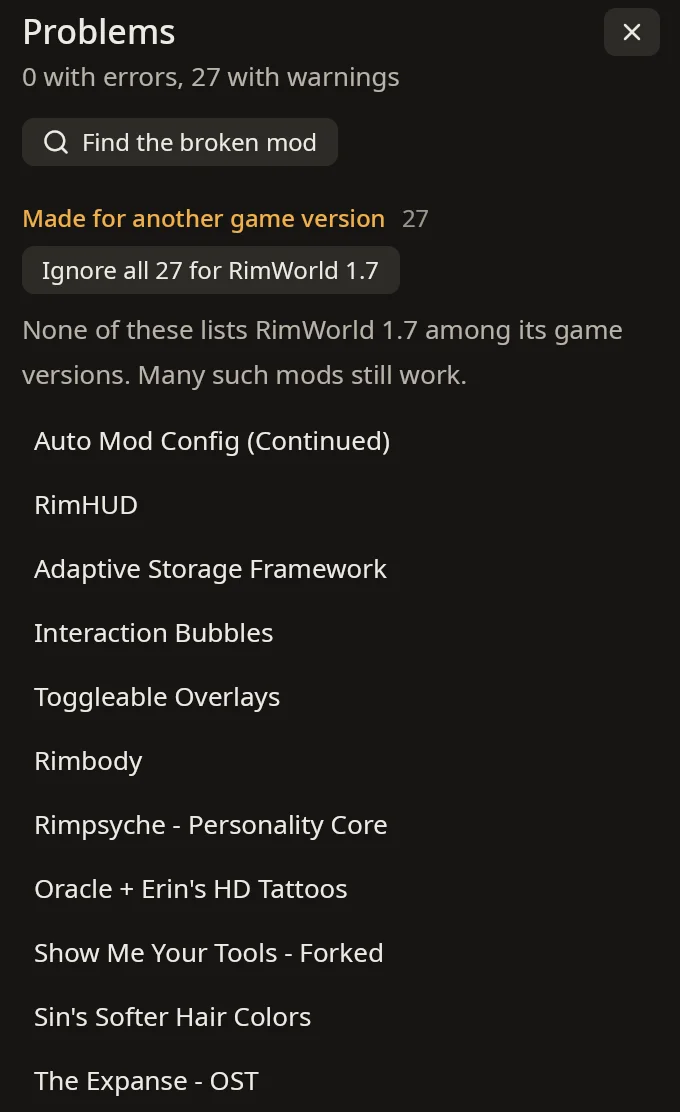 Problems
0 with errors, 27 with warnings
Find the broken mod
Made for another game version 27
Ignore all 27 for RimWorld 1.7
None of these lists RimWorld 1.7 among its game
versions. Many such mods still work.
Auto Mod Config (Continued)
RimHUD
Adaptive Storage Framework
Interaction Bubbles
Toggleable Overlays
Rimbody
Rimpsyche - Personality Core
Oracle + Erin's HD Tattoos
Show Me Your Tools - Forked
Sin's Softer Hair Colors
The Expanse - OST